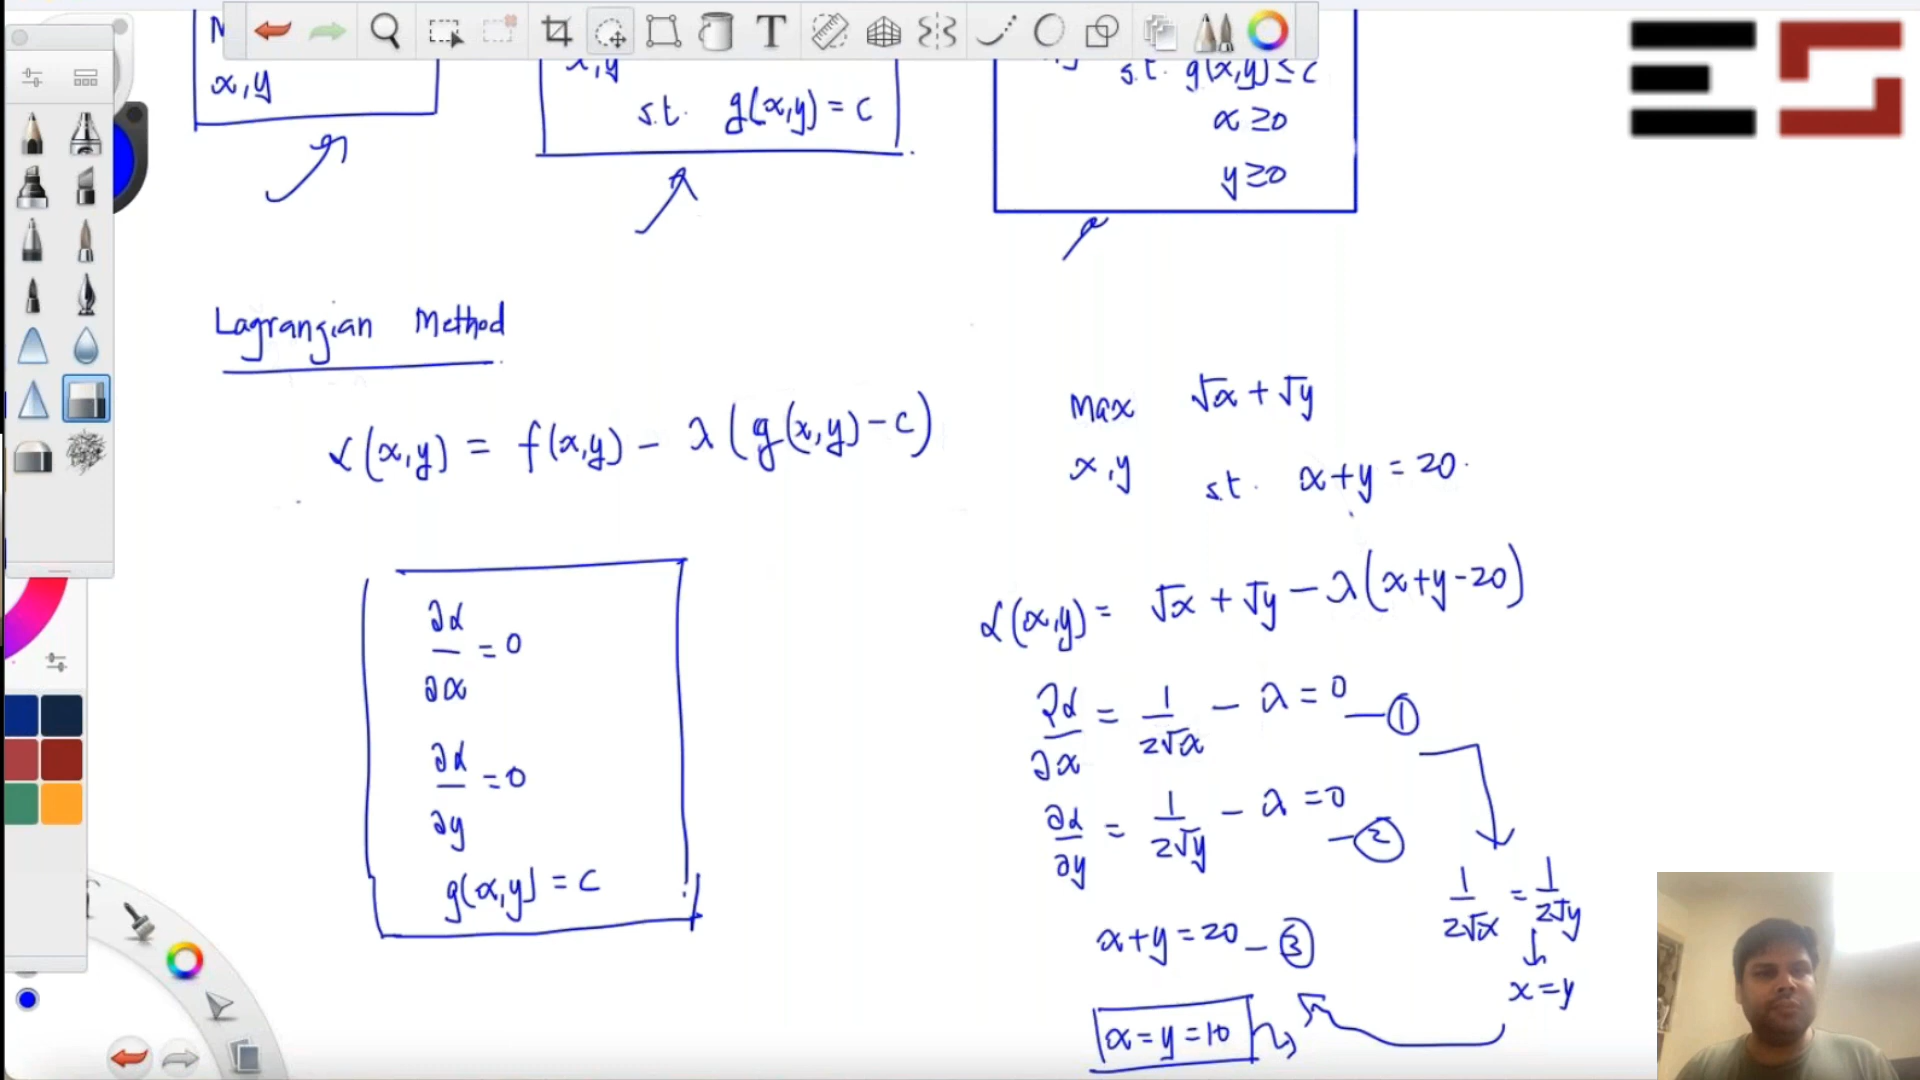 x,y
s.t. g(x,y) = c
x,y
s.t. g(x,y) ≤ c
x ≥0
y ≥0
ES
Lagrangian Method
ℒ(x,y) = f(x,y) - λ(g(x,y) - c)
max √x + √y
x,y s.t. x+y = 20.
∂ℒ/∂x = 0
∂ℒ/∂y = 0
g(x,y) = c
ℒ(x,y) = √x + √y - λ(x+y-20)
∂ℒ/∂x = 1/2√x - λ = 0 — ①
∂ℒ/∂y = 1/2√y - λ = 0 — ②
1/2√x = 1/2√y
x+y = 20 — ③
x=y
x=y=10
T